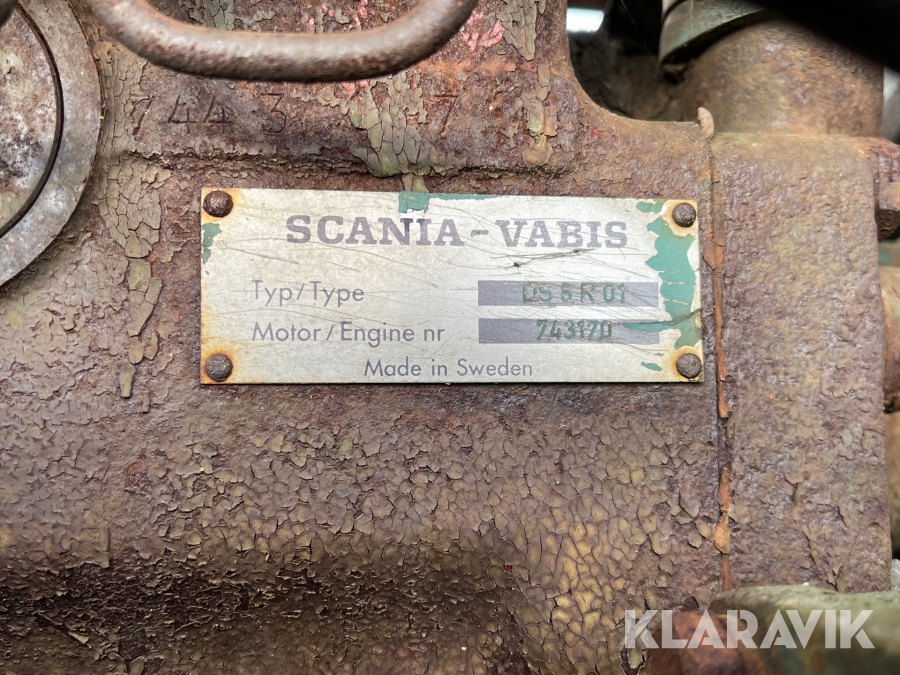 SCANIA-VABIS
Typ/Type DS 8 R 01
Motor/Engine nr 743170
Made in Sweden
KLARAVIK